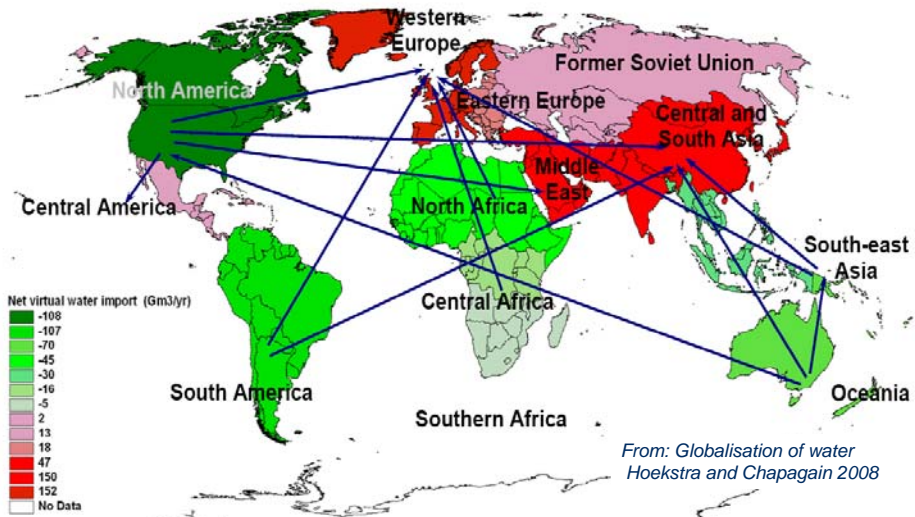 Western
Europe
North America
Former Soviet Union
Eastern Europe
Central and
South Asia
Middle
East
North Africa
Central America
South-east
Asia
Central Africa
South America
Oceania
Southern Africa
Net virtual water import (Gm3/yr)
-108
-107
-70
-45
-30
-16
-5
2
13
18
47
150
152
No Data
From: Globalisation of water
Hoekstra and Chapagain 2008